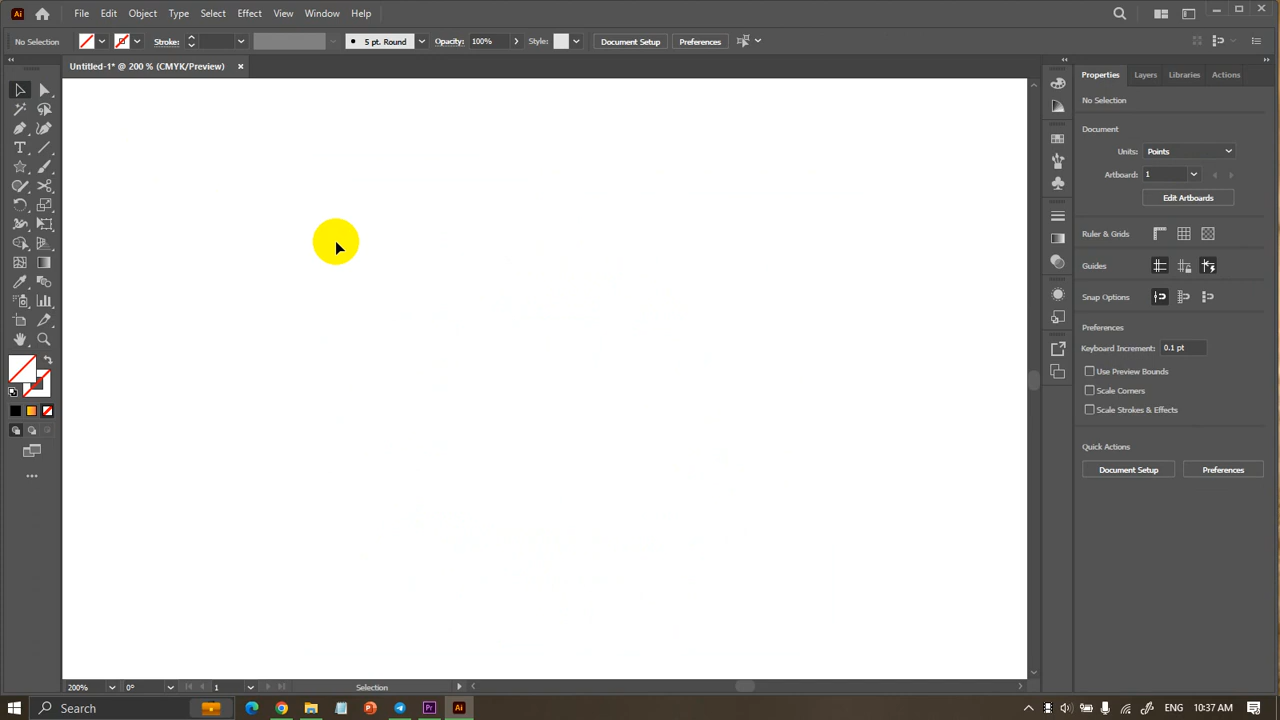 Ai File Edit Object Type Select Effect View Window Help
No Selection Stroke: 5 pt. Round Opacity: 100% Style: Document Setup Preferences
Untitled-1* @ 200 % (CMYK/Preview) ×
Properties Layers Libraries Actions
No Selection
Document
Units: Points
Artboard: 1
Edit Artboards
Ruler & Grids
Guides
Snap Options
Preferences
Keyboard Increment: 0.1 pt
Use Preview Bounds
Scale Corners
Scale Strokes & Effects
Quick Actions
Document Setup Preferences
200% 0° 1 Selection
Search Pr Ai ENG 10:37 AM